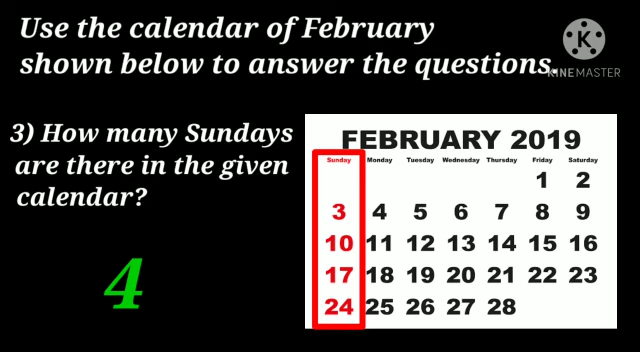 Use the calendar of February
shown below to answer the questions.
KINEMASTER
3) How many Sundays
are there in the given
calendar?
4
FEBRUARY 2019
Sunday Monday Tuesday Wednesday Thursday Friday Saturday
1 2
3 4 5 6 7 8 9
10 11 12 13 14 15 16
17 18 19 20 21 22 23
24 25 26 27 28